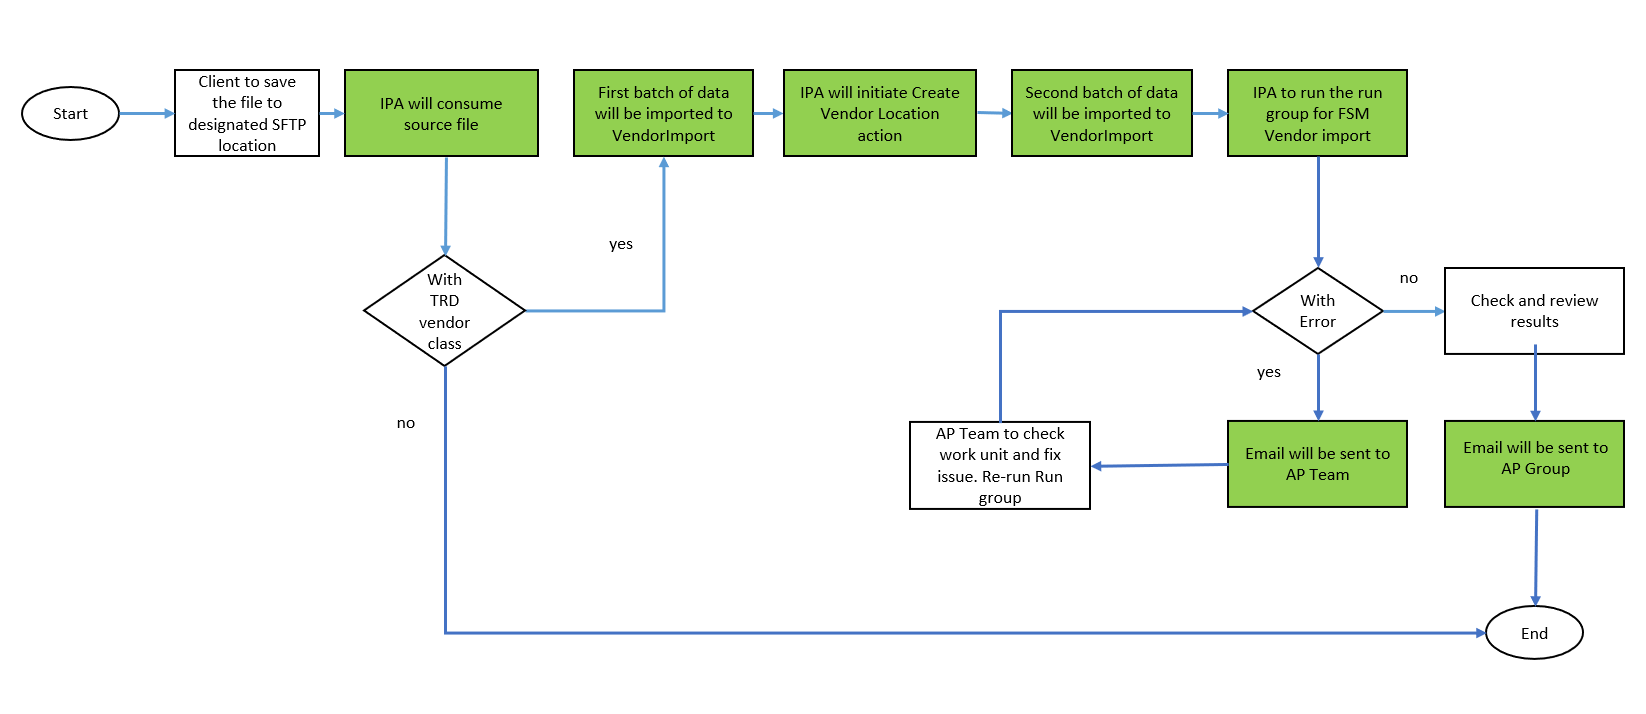 Start
Client to save
the file to
designated SFTP
location
IPA will consume
source file
First batch of data
will be imported to
VendorImport
IPA will initiate Create
Vendor Location
action
Second batch of data
will be imported to
VendorImport
IPA to run the run
group for FSM
Vendor import
With
TRD
vendor
class
yes
no
With
Error
no
yes
Check and review
results
AP Team to check
work unit and fix
issue. Re-run Run
group
Email will be sent to
AP Team
Email will be sent to
AP Group
End